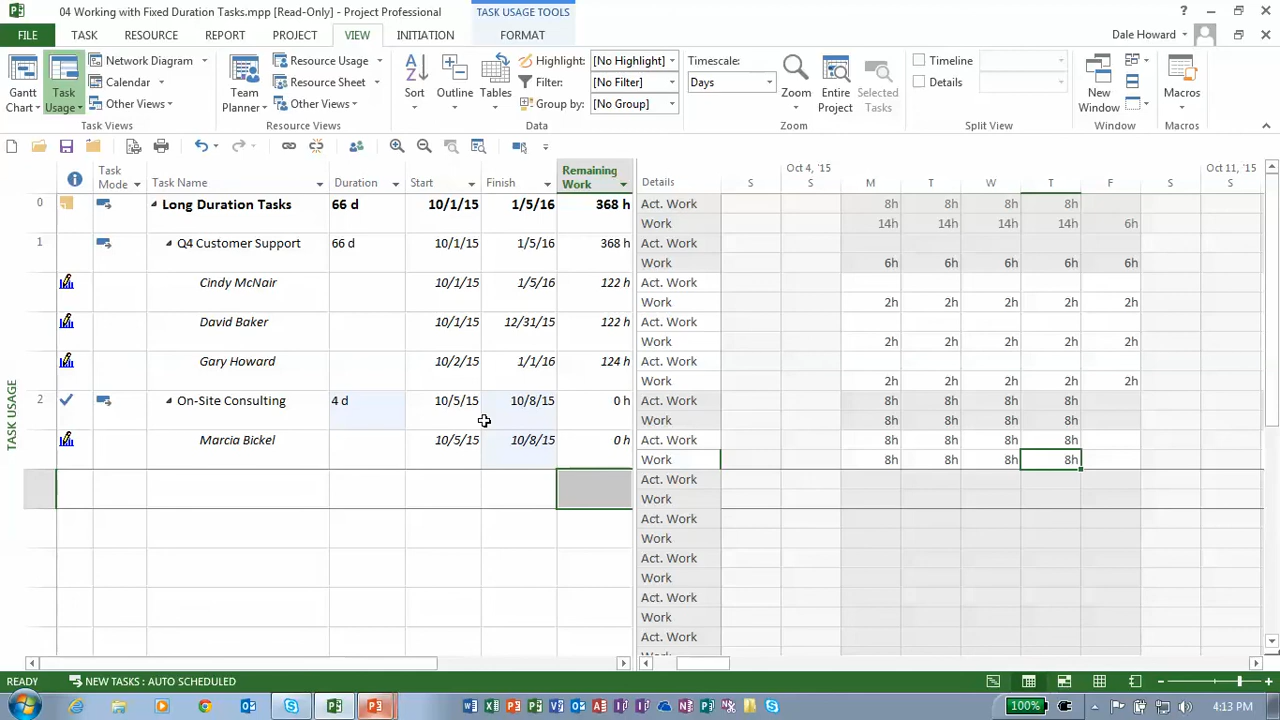 04 Working with Fixed Duration Tasks.mpp [Read-Only] - Project Professional
TASK USAGE TOOLS
FILE TASK RESOURCE REPORT PROJECT VIEW INITIATION FORMAT
Dale Howard
Gantt Chart
Task Usage
Network Diagram
Calendar
Other Views
Task Views
Team Planner
Resource Usage
Resource Sheet
Other Views
Resource Views
Sort
Outline
Tables
Highlight: [No Highlight]
Filter: [No Filter]
Group by: [No Group]
Data
Timescale:
Days
Zoom
Entire Project
Selected Tasks
Zoom
Timeline
Details
Split View
New Window
Window
Macros
Macros
Task Mode Task Name Duration Start Finish Remaining Work Details
Oct 4, '15 Oct 11, '15
S S M T W T F S S
0 Long Duration Tasks 66 d 10/1/15 1/5/16 368 h Act. Work 8h 8h 8h 8h
Work 14h 14h 14h 14h 6h
1 Q4 Customer Support 66 d 10/1/15 1/5/16 368 h Act. Work
Work 6h 6h 6h 6h 6h
Cindy McNair 10/1/15 1/5/16 122 h Act. Work
Work 2h 2h 2h 2h 2h
David Baker 10/1/15 12/31/15 122 h Act. Work
Work 2h 2h 2h 2h 2h
Gary Howard 10/2/15 1/1/16 124 h Act. Work
Work 2h 2h 2h 2h 2h
2 On-Site Consulting 4 d 10/5/15 10/8/15 0 h Act. Work 8h 8h 8h 8h
Work 8h 8h 8h 8h
Marcia Bickel 10/5/15 10/8/15 0 h Act. Work 8h 8h 8h 8h
Work 8h 8h 8h 8h
Act. Work
Work
Act. Work
Work
Act. Work
Work
Act. Work
Work
Act. Work
TASK USAGE
READY NEW TASKS : AUTO SCHEDULED
100% 4:13 PM